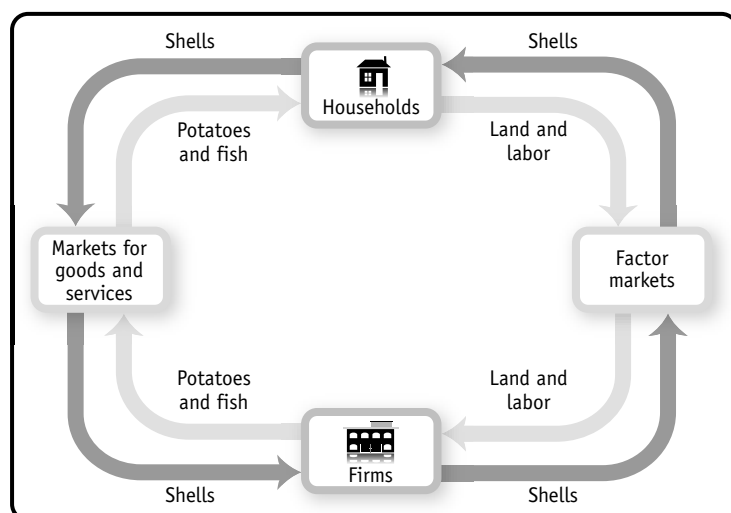 Shells
Shells
Households
Potatoes
and fish
Land and
labor
Markets for
goods and
services
Factor
markets
Potatoes
and fish
Land and
labor
Firms
Shells
Shells